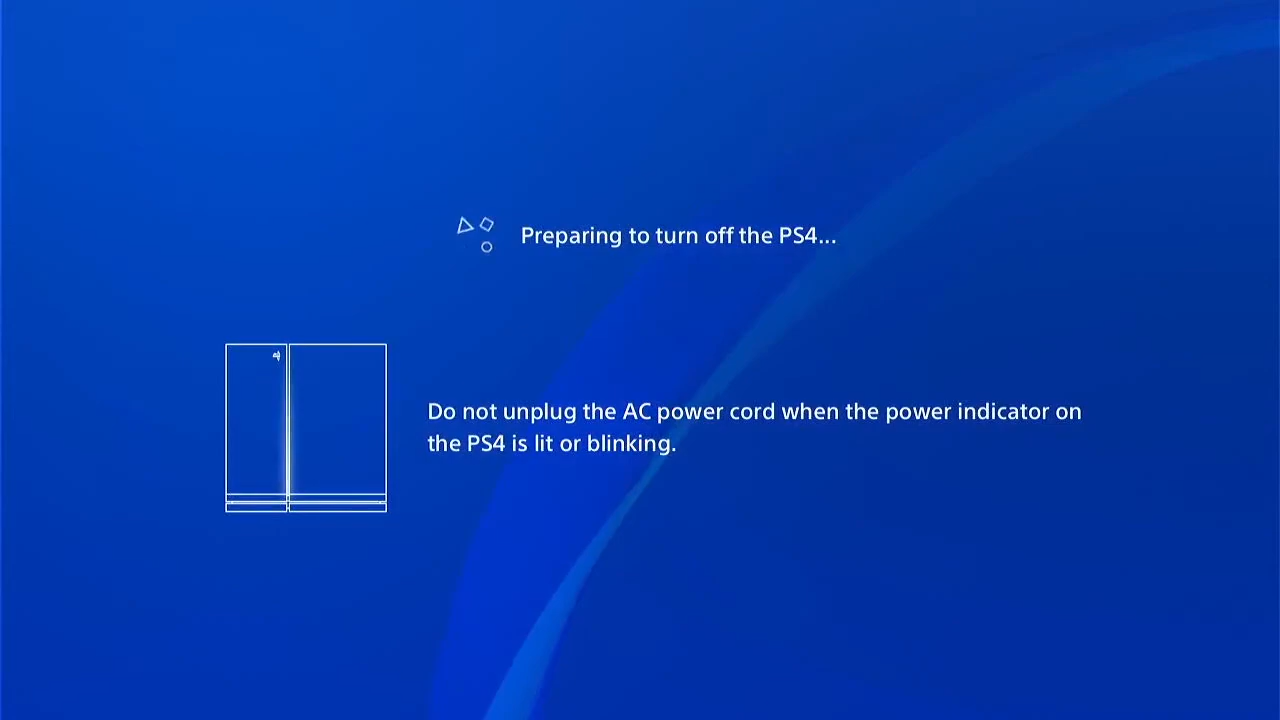 Preparing to turn off the PS4...
Do not unplug the AC power cord when the power indicator on
the PS4 is lit or blinking.